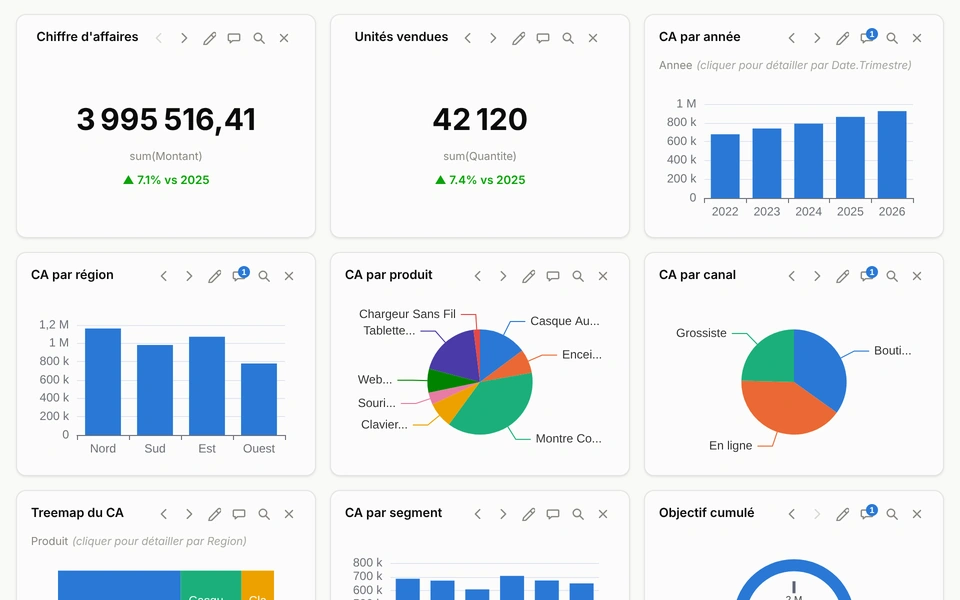 Chiffre d'affaires
3 995 516,41
sum(Montant)
▲ 7.1% vs 2025
Unités vendues
42 120
sum(Quantite)
▲ 7.4% vs 2025
CA par année
1
Annee (cliquer pour détailler par Date.Trimestre)
1 M
800 k
600 k
400 k
200 k
0
2022 2023 2024 2025 2026
CA par région
1
1,2 M
1 M
800 k
600 k
400 k
200 k
0
Nord Sud Est Ouest
CA par produit
Chargeur Sans Fil
Casque Au...
Tablette...
Encei...
Web...
Souri...
Clavier...
Montre Co...
CA par canal
1
Grossiste
Bouti...
En ligne
Treemap du CA
Produit (cliquer pour détailler par Region)
CA par segment
800 k
700 k
600 k
Objectif cumulé
1